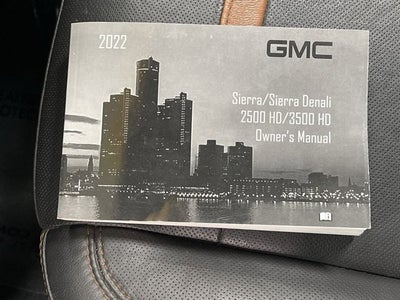 2022
GMC
Sierra/Sierra Denali
2500 HD/3500 HD
Owner's Manual